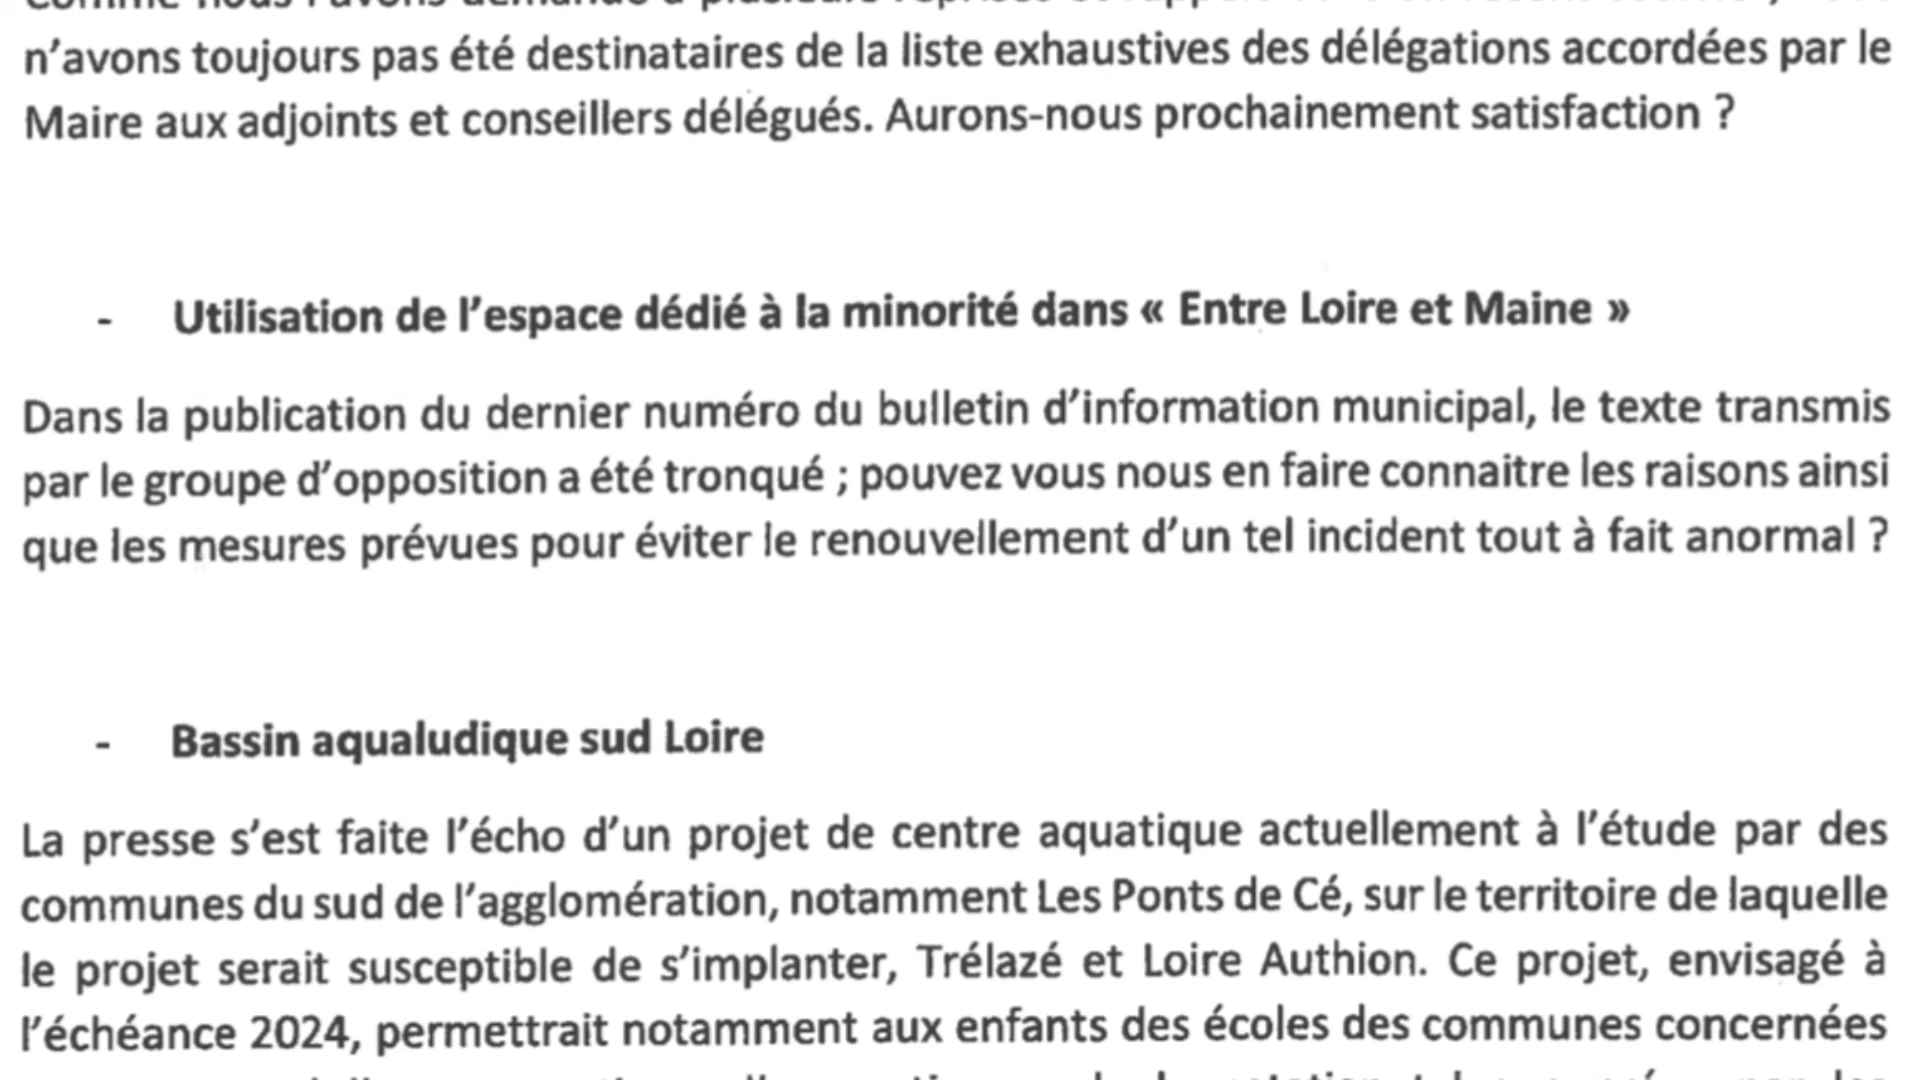 n'avons toujours pas été destinataires de la liste exhaustives des délégations accordées par le
Maire aux adjoints et conseillers délégués. Aurons-nous prochainement satisfaction ?
- Utilisation de l'espace dédié à la minorité dans « Entre Loire et Maine »
Dans la publication du dernier numéro du bulletin d'information municipal, le texte transmis
par le groupe d'opposition a été tronqué ; pouvez vous nous en faire connaitre les raisons ainsi
que les mesures prévues pour éviter le renouvellement d'un tel incident tout à fait anormal ?
- Bassin aqualudique sud Loire
La presse s'est faite l'écho d'un projet de centre aquatique actuellement à l'étude par des
communes du sud de l'agglomération, notamment Les Ponts de Cé, sur le territoire de laquelle
le projet serait susceptible de s'implanter, Trélazé et Loire Authion. Ce projet, envisagé à
l'échéance 2024, permettrait notamment aux enfants des écoles des communes concernées